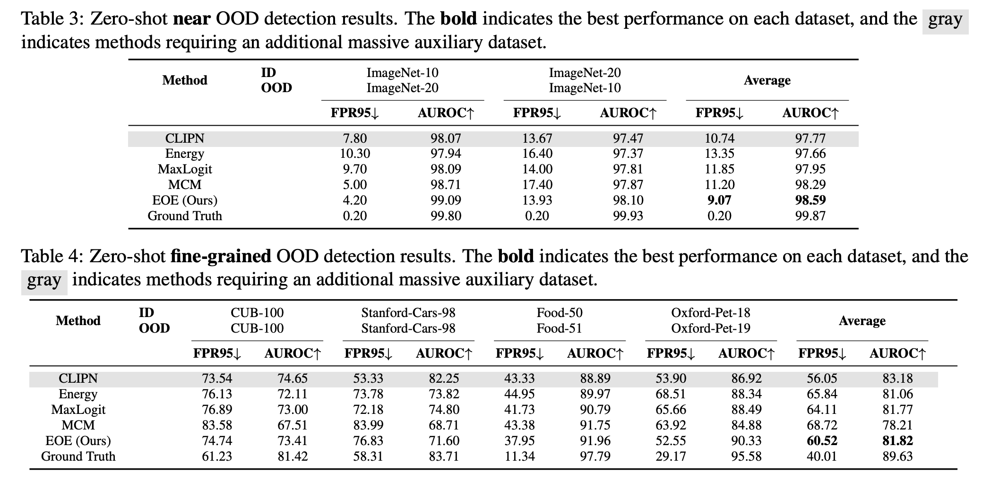 Table 3: Zero-shot near OOD detection results. The bold indicates the best performance on each dataset, and the gray
indicates methods requiring an additional massive auxiliary dataset.
Method ID ImageNet-10 ImageNet-20 Average
OOD ImageNet-20 ImageNet-10
FPR95↓ AUROC↑ FPR95↓ AUROC↑ FPR95↓ AUROC↑
CLIPN 7.80 98.07 13.67 97.47 10.74 97.77
Energy 10.30 97.94 16.40 97.37 13.35 97.66
MaxLogit 9.70 98.09 14.00 97.81 11.85 97.95
MCM 5.00 98.71 17.40 97.87 11.20 98.29
EOE (Ours) 4.20 99.09 13.93 98.10 9.07 98.59
Ground Truth 0.20 99.80 0.20 99.93 0.20 99.87
Table 4: Zero-shot fine-grained OOD detection results. The bold indicates the best performance on each dataset, and the
gray indicates methods requiring an additional massive auxiliary dataset.
Method ID CUB-100 Stanford-Cars-98 Food-50 Oxford-Pet-18 Average
OOD CUB-100 Stanford-Cars-98 Food-51 Oxford-Pet-19
FPR95↓ AUROC↑ FPR95↓ AUROC↑ FPR95↓ AUROC↑ FPR95↓ AUROC↑ FPR95↓ AUROC↑
CLIPN 73.54 74.65 53.33 82.25 43.33 88.89 53.90 86.92 56.05 83.18
Energy 76.13 72.11 73.78 73.82 44.95 89.97 68.51 88.34 65.84 81.06
MaxLogit 76.89 73.00 72.18 74.80 41.73 90.79 65.66 88.49 64.11 81.77
MCM 83.58 67.51 83.99 68.71 43.38 91.75 63.92 84.88 68.72 78.21
EOE (Ours) 74.74 73.41 76.83 71.60 37.95 91.96 52.55 90.33 60.52 81.82
Ground Truth 61.23 81.42 58.31 83.71 11.34 97.79 29.17 95.58 40.01 89.63